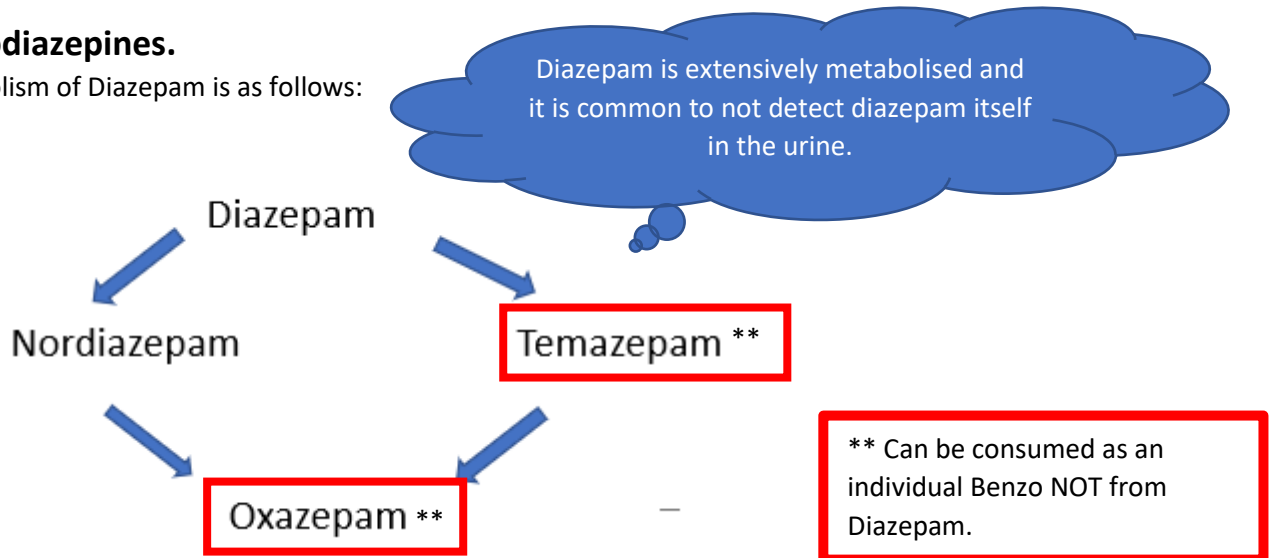 odiazepines.
olism of Diazepam is as follows:
Diazepam is extensively metabolised and
it is common to not detect diazepam itself
in the urine.
Diazepam
Nordiazepam
Temazepam **
Oxazepam **
** Can be consumed as an
individual Benzo NOT from
Diazepam.